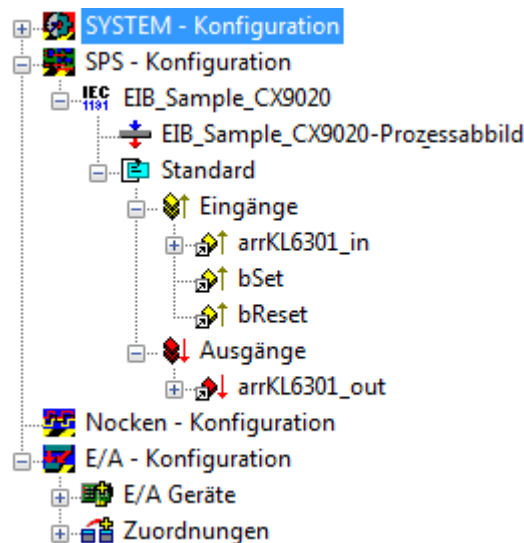 SYSTEM - Konfiguration
SPS - Konfiguration
IEC 1131 EIB_Sample_CX9020
EIB_Sample_CX9020-Prozessabbild
Standard
Eingänge
arrKL6301_in
bSet
bReset
Ausgänge
arrKL6301_out
Nocken - Konfiguration
E/A - Konfiguration
E/A Geräte
Zuordnungen